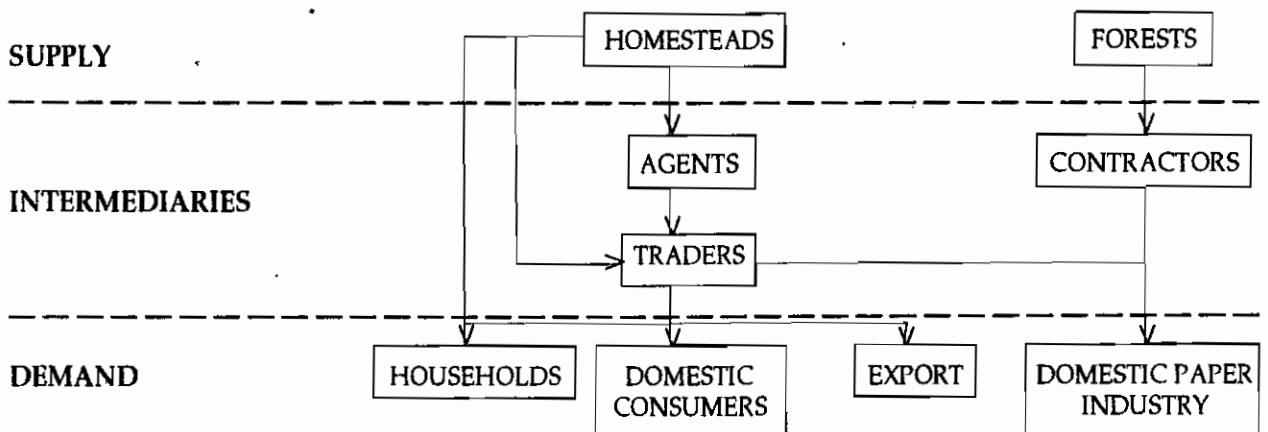 SUPPLY
HOMESTEADS
FORESTS
INTERMEDIARIES
AGENTS
CONTRACTORS
TRADERS
DEMAND
HOUSEHOLDS
DOMESTIC
CONSUMERS
EXPORT
DOMESTIC PAPER
INDUSTRY